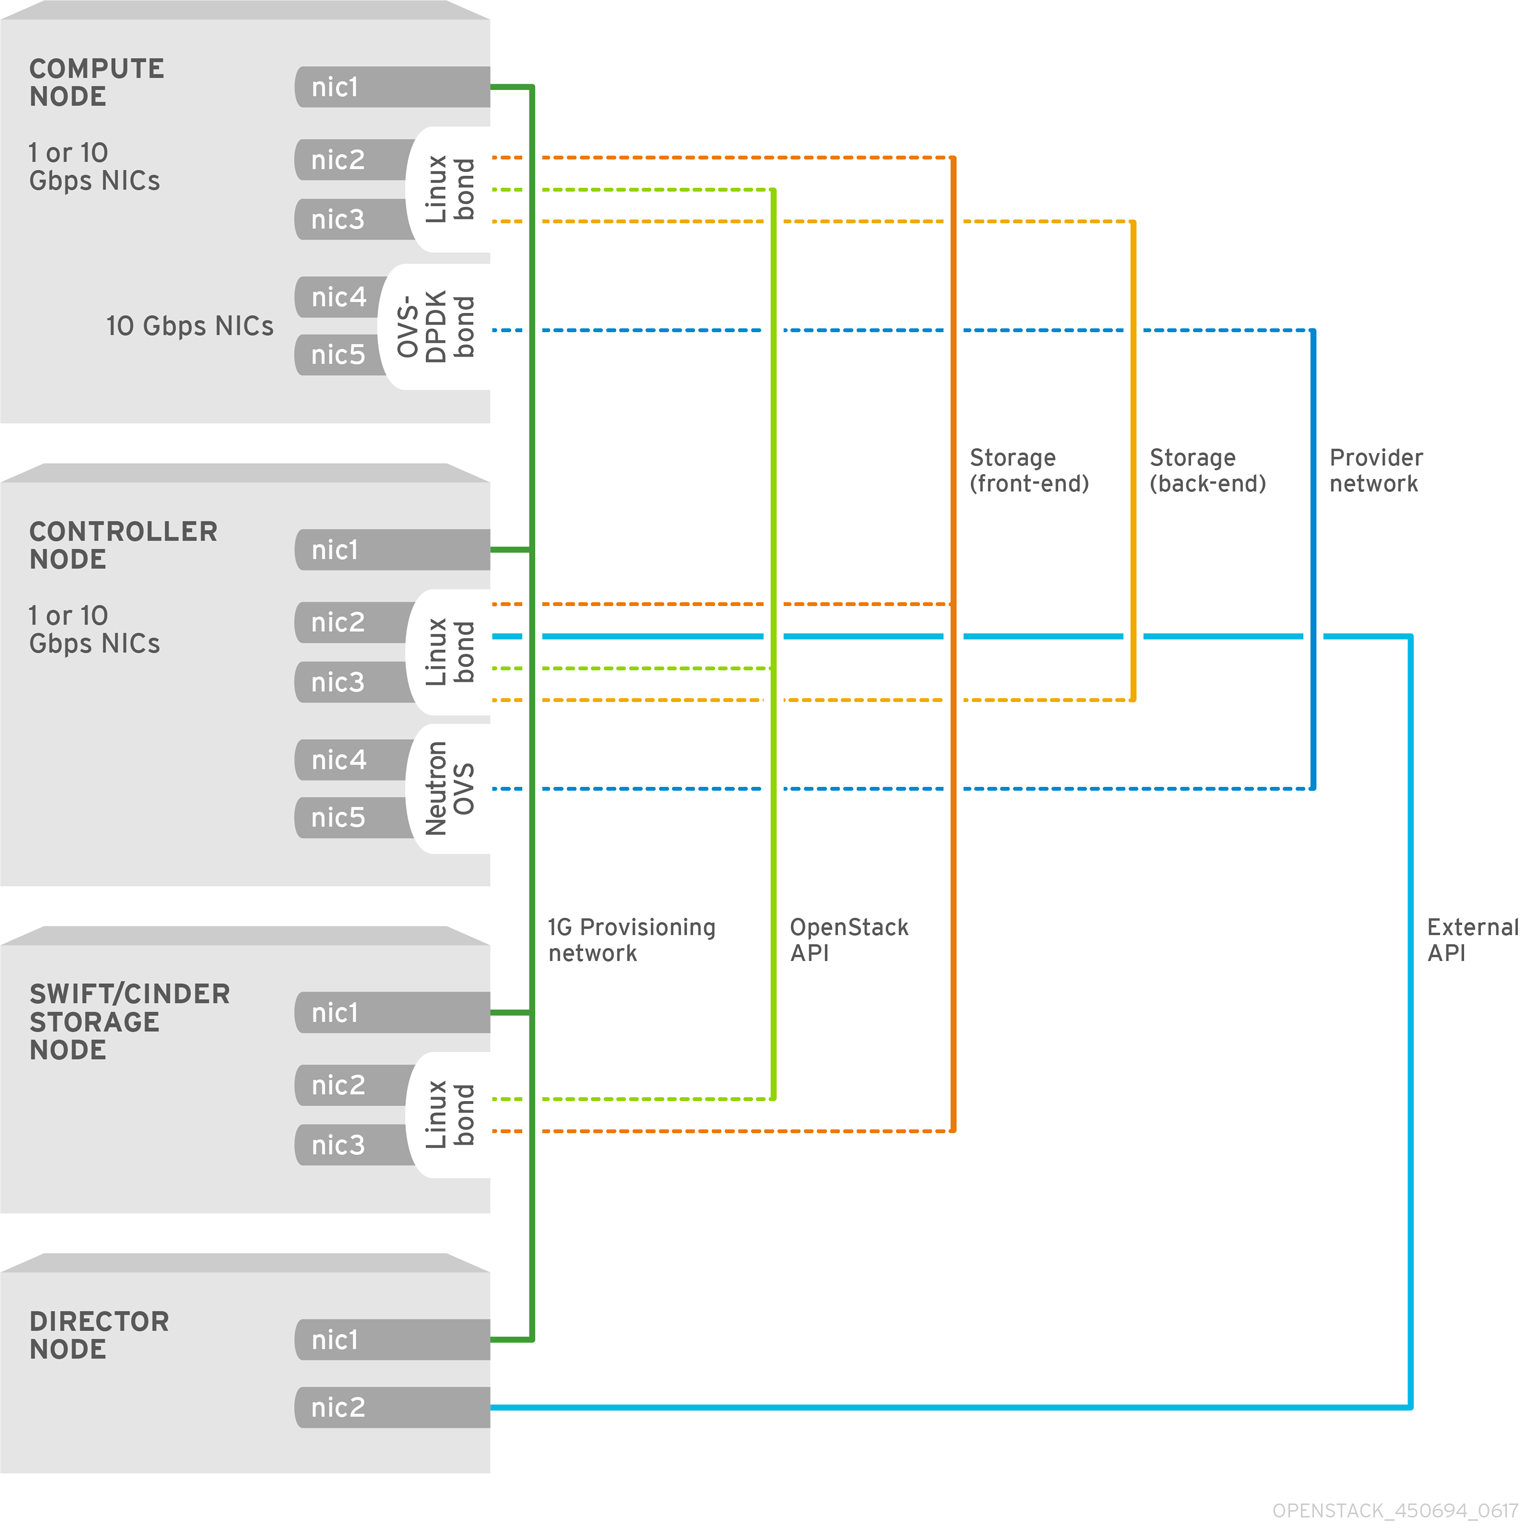 COMPUTE
NODE
nic1
1 or 10
Gbps NICs
nic2
nic3
Linux
bond
10 Gbps NICs
nic4
nic5
OVS-
DPDK
bond
Storage
(front-end)
Storage
(back-end)
Provider
network
CONTROLLER
NODE
nic1
1 or 10
Gbps NICs
nic2
nic3
Linux
bond
nic4
nic5
Neutron
OVS
1G Provisioning
network
OpenStack
API
External
API
SWIFT/CINDER
STORAGE
NODE
nic1
nic2
nic3
Linux
bond
DIRECTOR
NODE
nic1
nic2
OPENSTACK_450694_0617